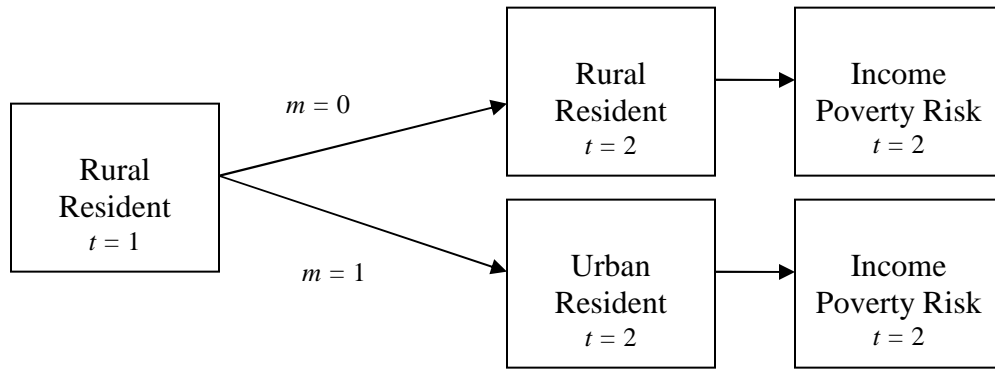 Rural
Resident
t = 1
m = 0
m = 1
Rural
Resident
t = 2
Income
Poverty Risk
t = 2
Urban
Resident
t = 2
Income
Poverty Risk
t = 2